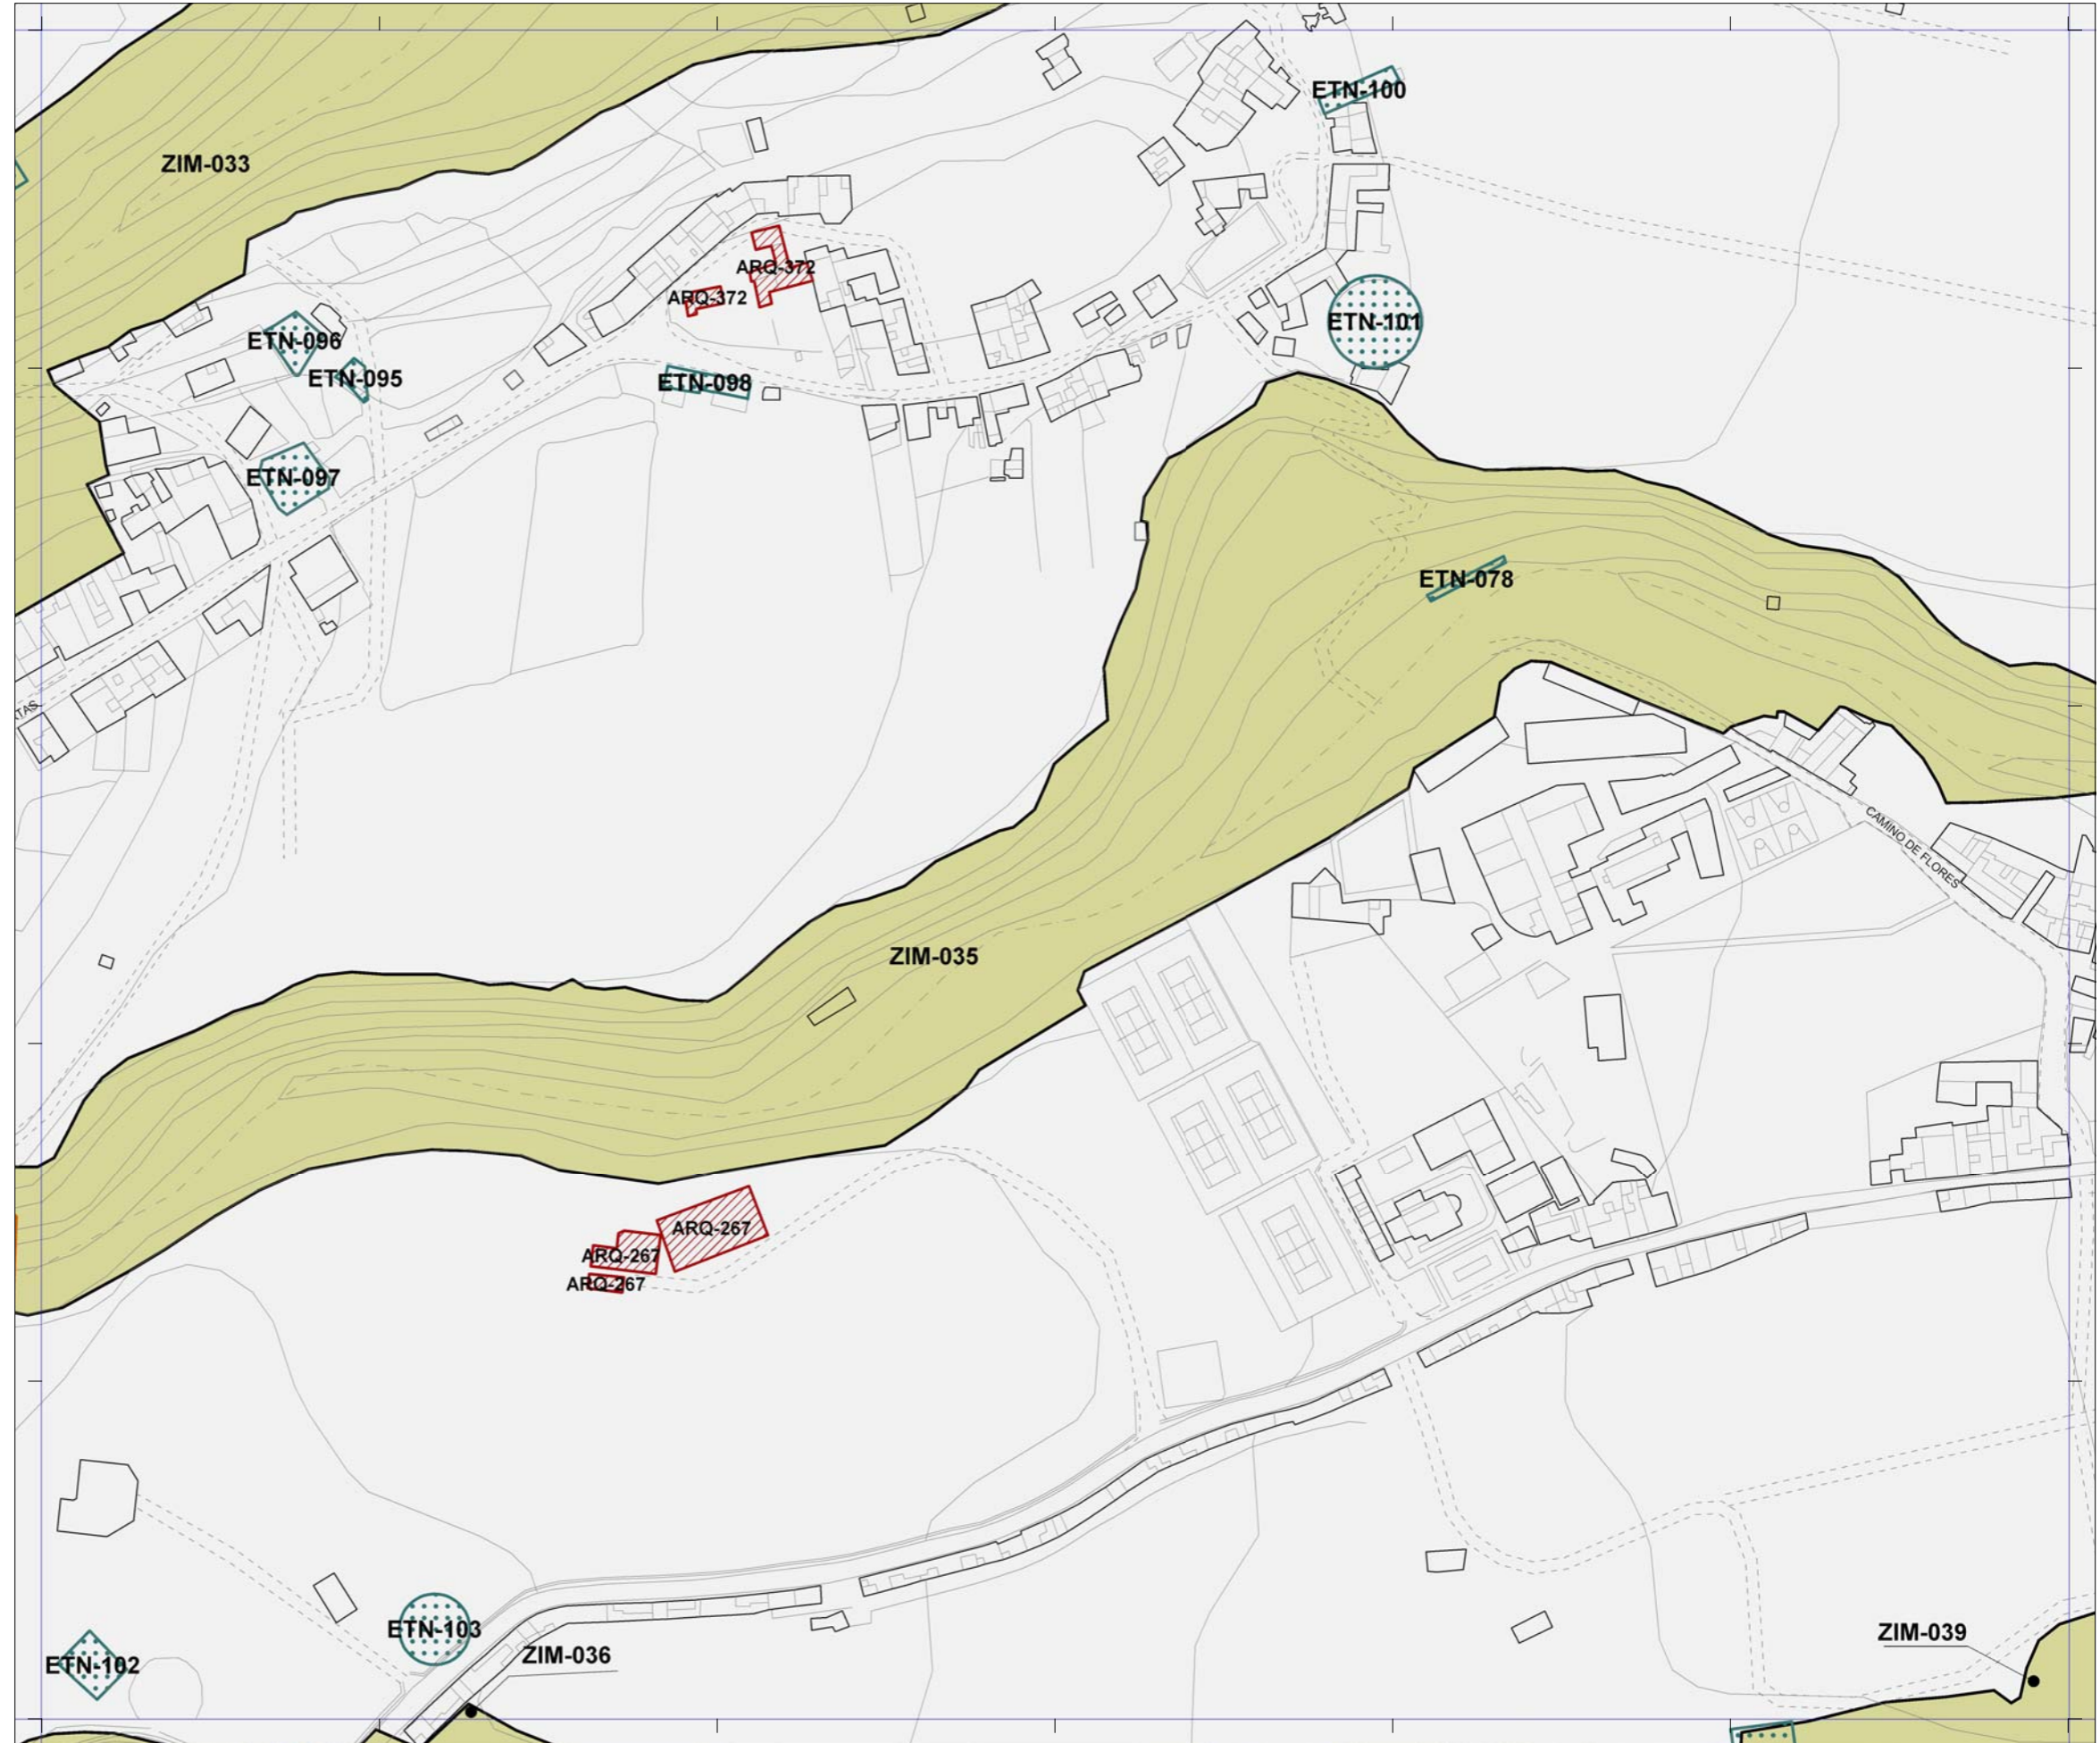 ETN-100
ZIM-033
ARQ-372
ARQ-372
ETN-101
ETN-096
ETN-095
ETN-098
ETN-097
ETN-078
TAS
CAMINO DE FLORES
ZIM-035
ARQ-267
ARQ-267
ARQ-267
ETN-103
ZIM-039
ZIM-036
ETN-102